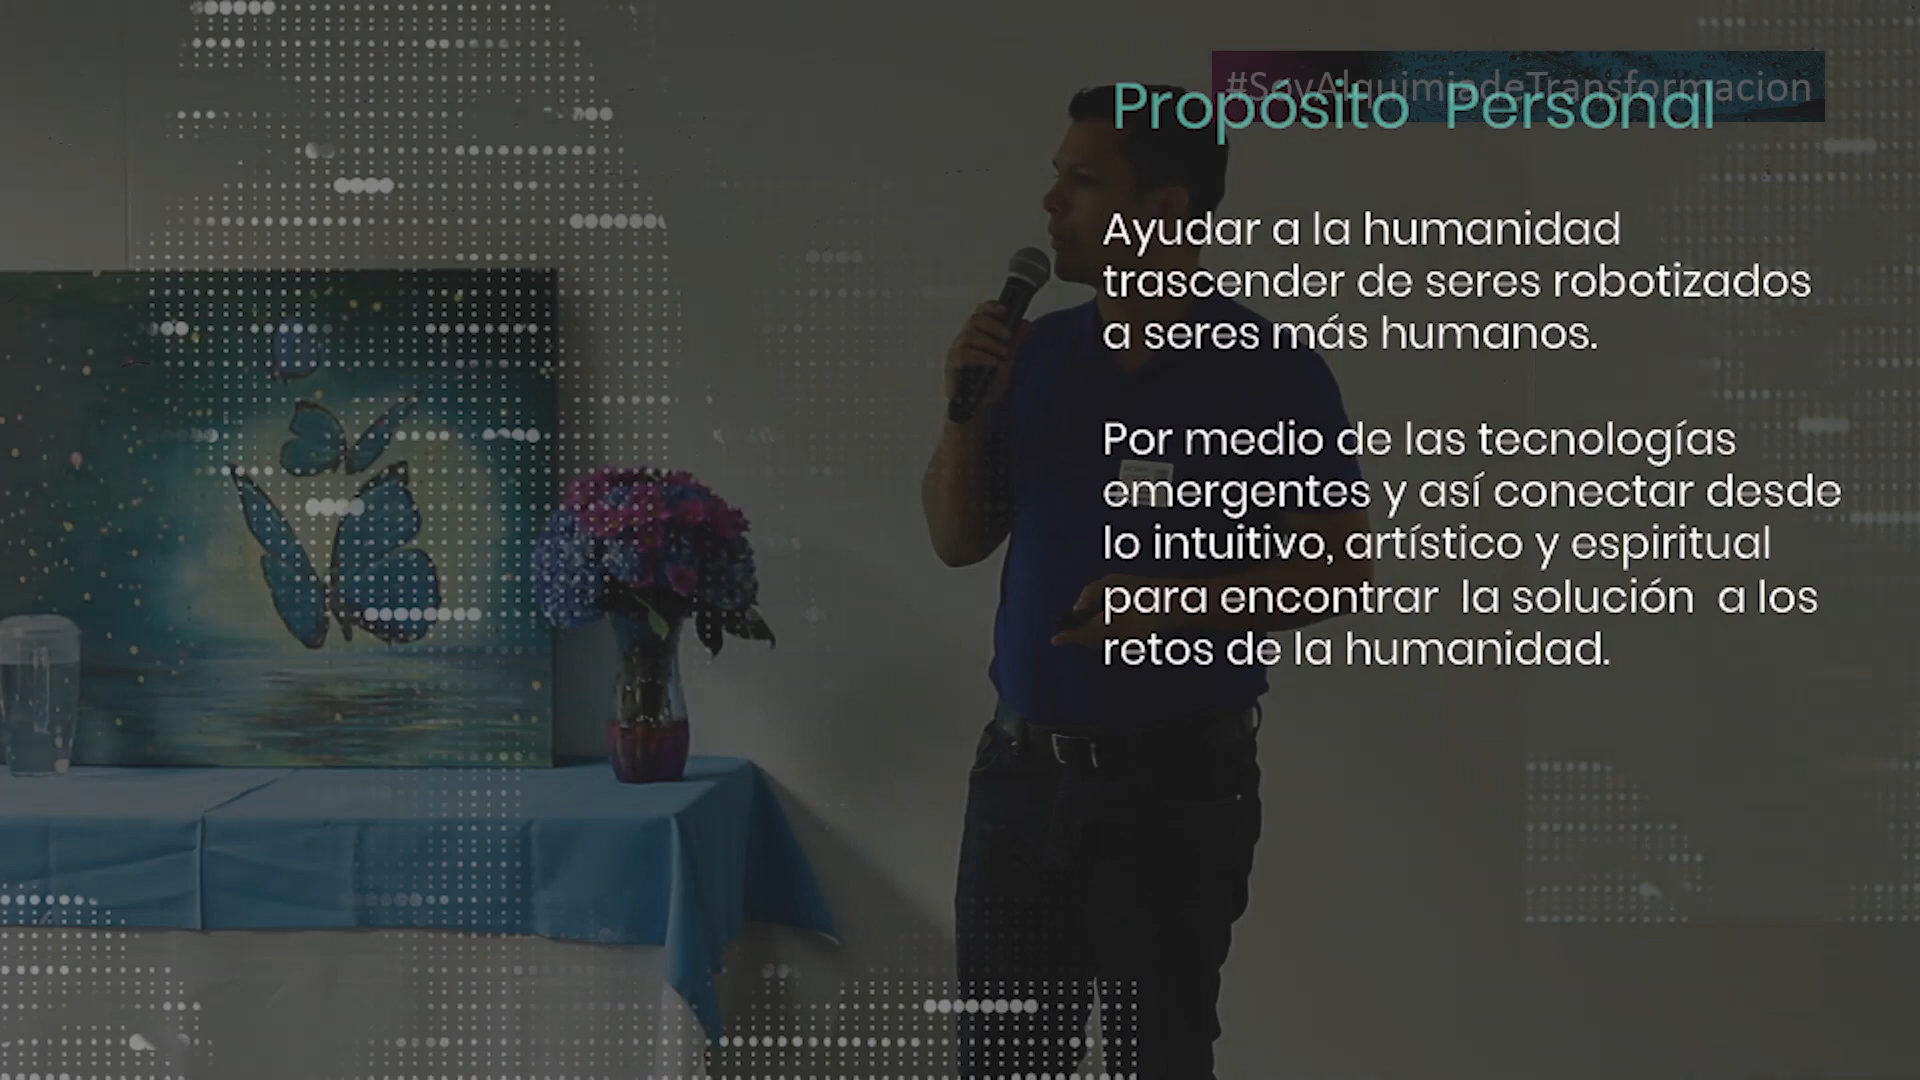 #SoyAlquimiadeTransformacion
Propósito Personal
Ayudar a la humanidad
trascender de seres robotizados
a seres más humanos.
Por medio de las tecnologías
emergentes y así conectar desde
lo intuitivo, artístico y espiritual
para encontrar la solución a los
retos de la humanidad.